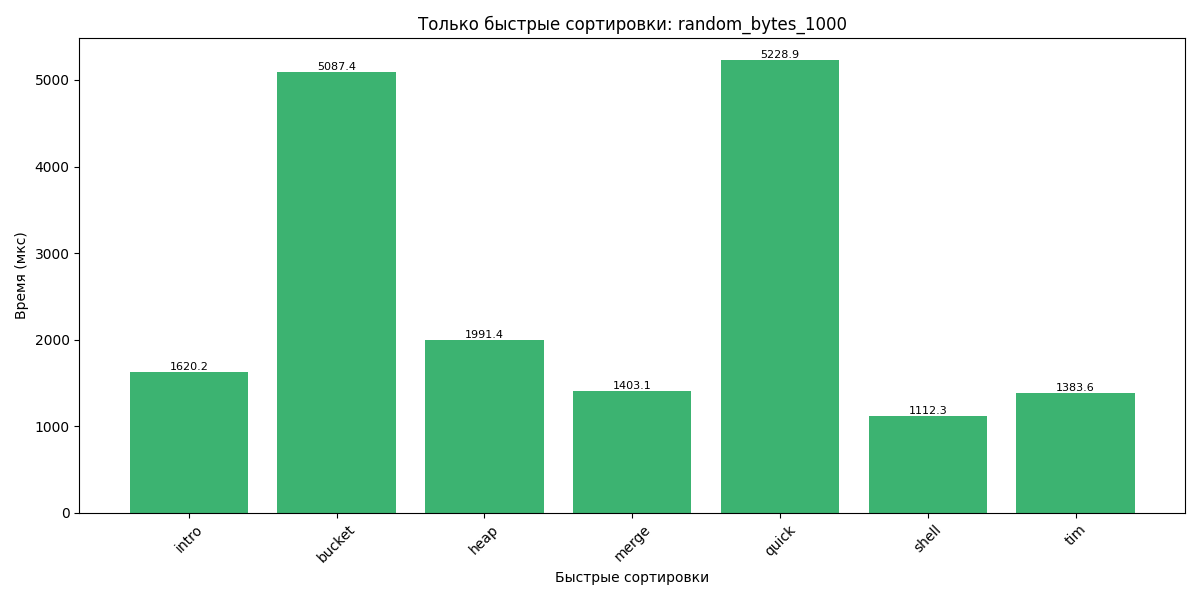 Только быстрые сортировки: random_bytes_1000
Время (мкс)
5000
4000
3000
2000
1000
0
1620.2
5087.4
1991.4
1403.1
5228.9
1112.3
1383.6
intro
bucket
heap
merge
quick
shell
tim
Быстрые сортировки